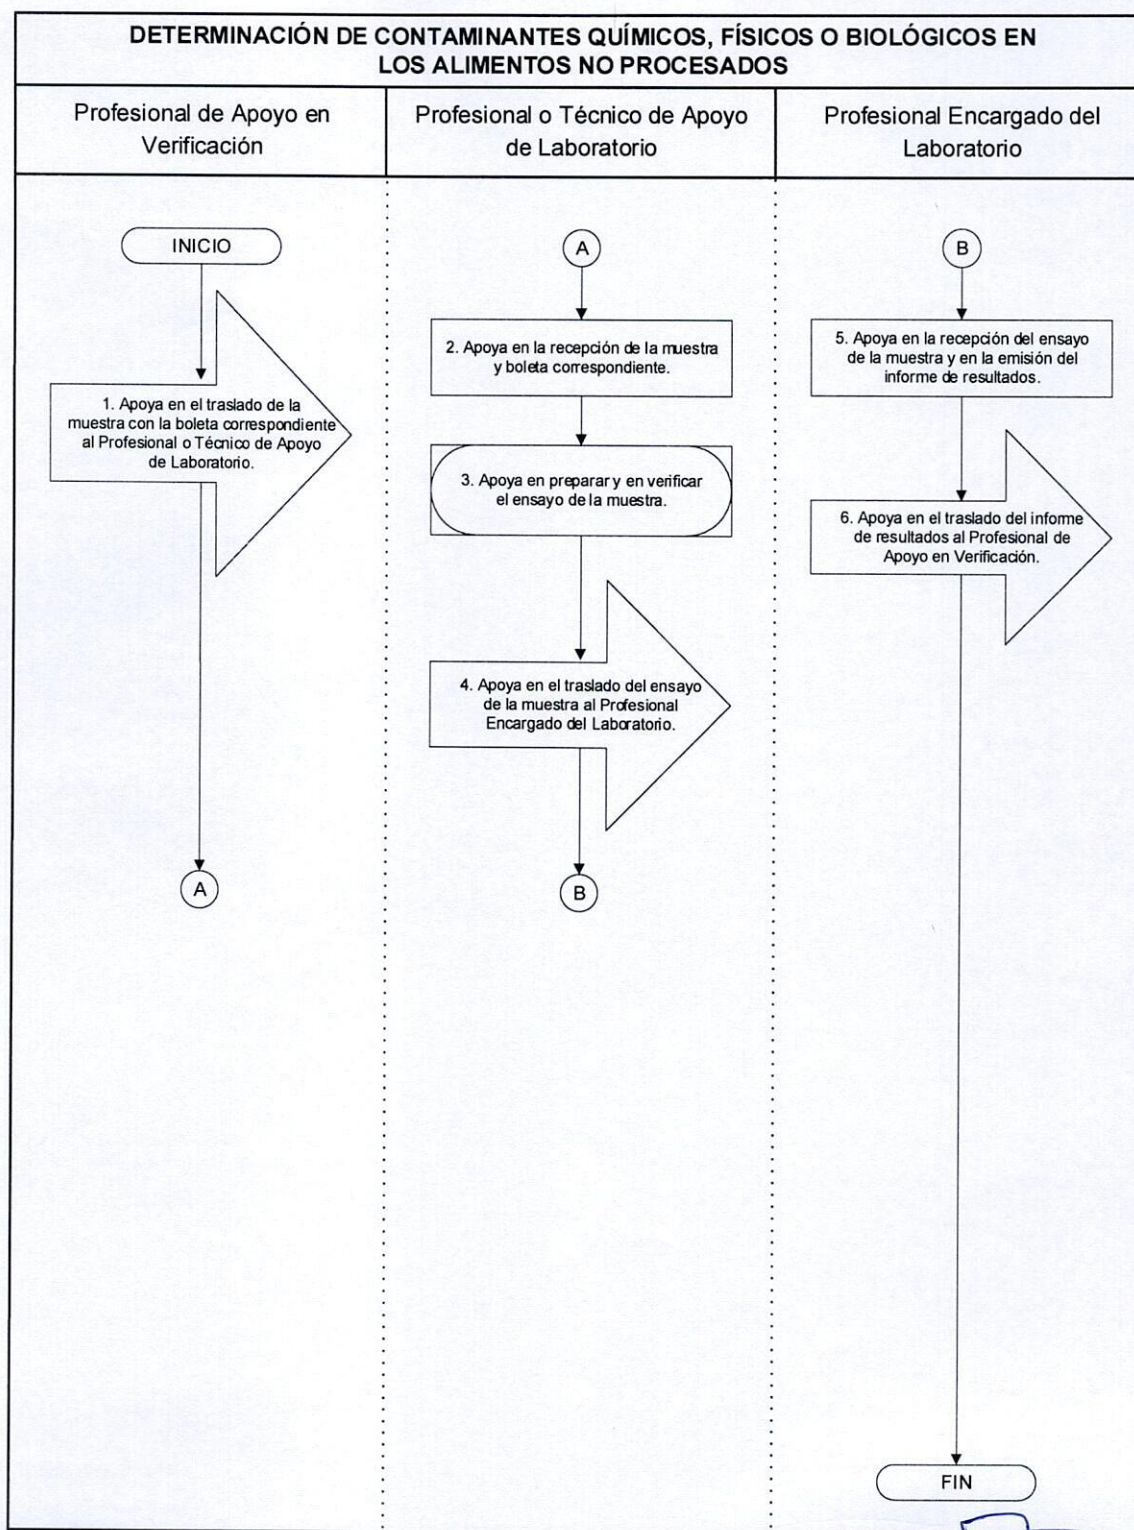 DETERMINACIÓN DE CONTAMINANTES QUÍMICOS, FÍSICOS O BIOLÓGICOS EN
LOS ALIMENTOS NO PROCESADOS
Profesional de Apoyo en
Verificación
Profesional o Técnico de Apoyo
de Laboratorio
Profesional Encargado del
Laboratorio
INICIO
1. Apoya en el traslado de la
muestra con la boleta correspondiente
al Profesional o Técnico de Apoyo
de Laboratorio.
A
A
2. Apoya en la recepción de la muestra
y boleta correspondiente.
3. Apoya en preparar y en verificar
el ensayo de la muestra.
4. Apoya en el traslado del ensayo
de la muestra al Profesional
Encargado del Laboratorio.
B
B
5. Apoya en la recepción del ensayo
de la muestra y en la emisión del
informe de resultados.
6. Apoya en el traslado del informe
de resultados al Profesional de
Apoyo en Verificación.
FIN